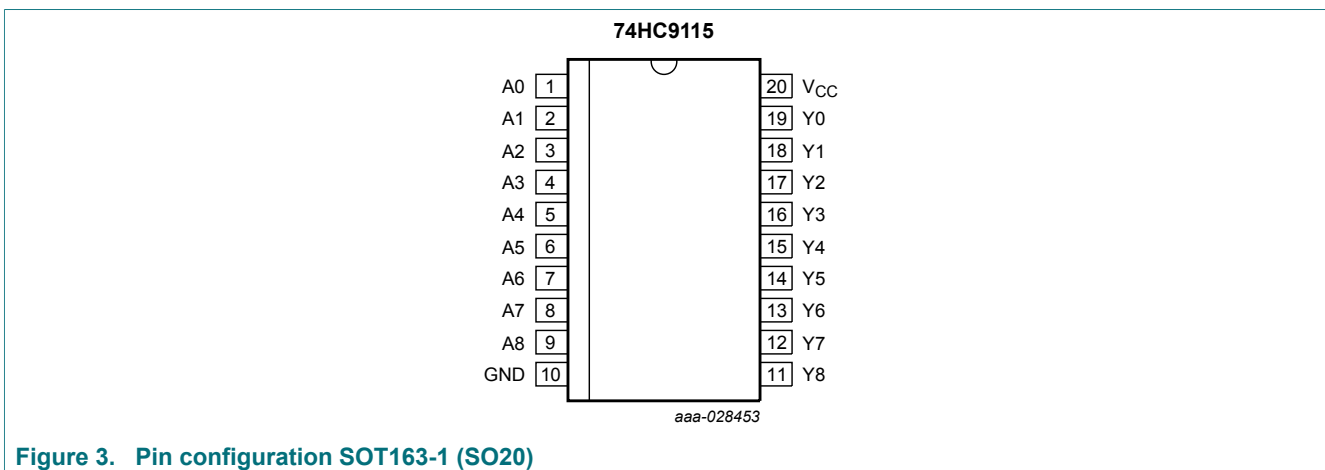 74HC9115
A0 1 20 VCC
A1 2 19 Y0
A2 3 18 Y1
A3 4 17 Y2
A4 5 16 Y3
A5 6 15 Y4
A6 7 14 Y5
A7 8 13 Y6
A8 9 12 Y7
GND 10 11 Y8
aaa-028453
Figure 3. Pin configuration SOT163-1 (SO20)